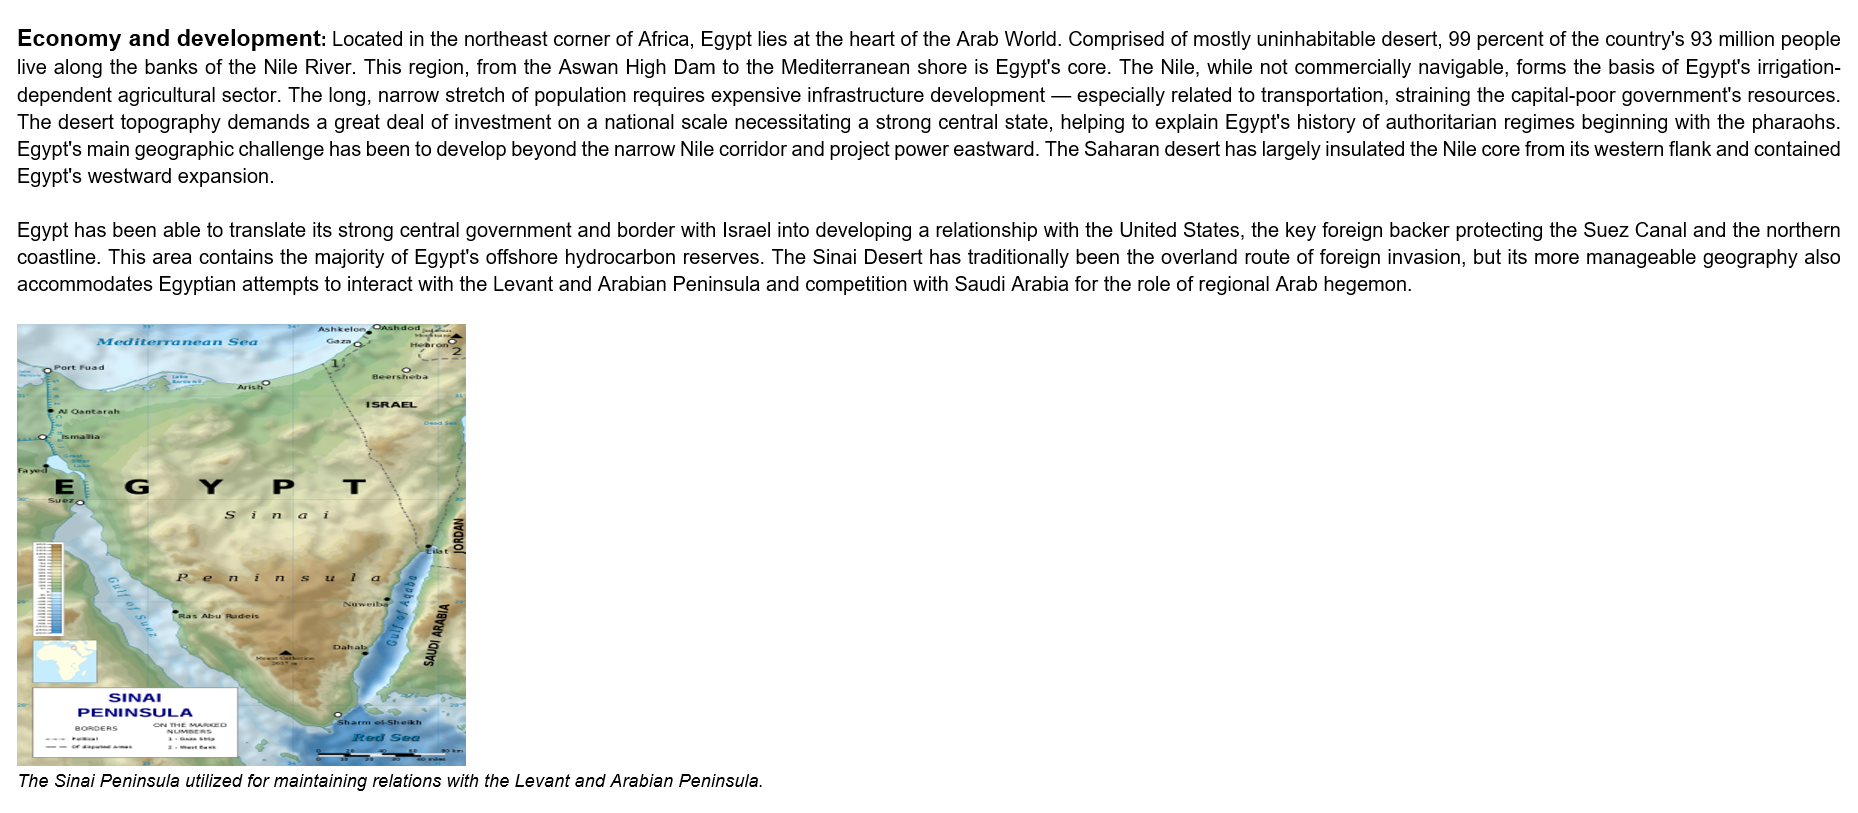 Economy and development: Located in the northeast corner of Africa, Egypt lies at the heart of the Arab World. Comprised of mostly uninhabitable desert, 99 percent of the country's 93 million people
live along the banks of the Nile River. This region, from the Aswan High Dam to the Mediterranean shore is Egypt's core. The Nile, while not commercially navigable, forms the basis of Egypt's irrigation-
dependent agricultural sector. The long, narrow stretch of population requires expensive infrastructure development — especially related to transportation, straining the capital-poor government's resources.
The desert topography demands a great deal of investment on a national scale necessitating a strong central state, helping to explain Egypt's history of authoritarian regimes beginning with the pharaohs.
Egypt's main geographic challenge has been to develop beyond the narrow Nile corridor and project power eastward. The Saharan desert has largely insulated the Nile core from its western flank and contained
Egypt's westward expansion.
Egypt has been able to translate its strong central government and border with Israel into developing a relationship with the United States, the key foreign backer protecting the Suez Canal and the northern
coastline. This area contains the majority of Egypt's offshore hydrocarbon reserves. The Sinai Desert has traditionally been the overland route of foreign invasion, but its more manageable geography also
accommodates Egyptian attempts to interact with the Levant and Arabian Peninsula and competition with Saudi Arabia for the role of regional Arab hegemon.
Ashkelon
Ashdod
Mediterranean Sea
Gaza
Hebron
2
1
Port Fuad
Beersheba
Arish
ISRAEL
Al Qantarah
Dead Sea
Ismailia
Fayed
EGYPT
Suez
Sinai
JORDAN
Eilat
Peninsula
Gulf of Suez
Gulf of Aqaba
Nuweiba
Ras Abu Rudeis
SAUDI ARABIA
Dahab
SINAI
PENINSULA
BORDERS
ON THE MARKED
NUMBERS
Political
1 - Gaza Strip
Of disputed areas
2 - West Bank
Sharm el-Sheikh
Red Sea
The Sinai Peninsula utilized for maintaining relations with the Levant and Arabian Peninsula.